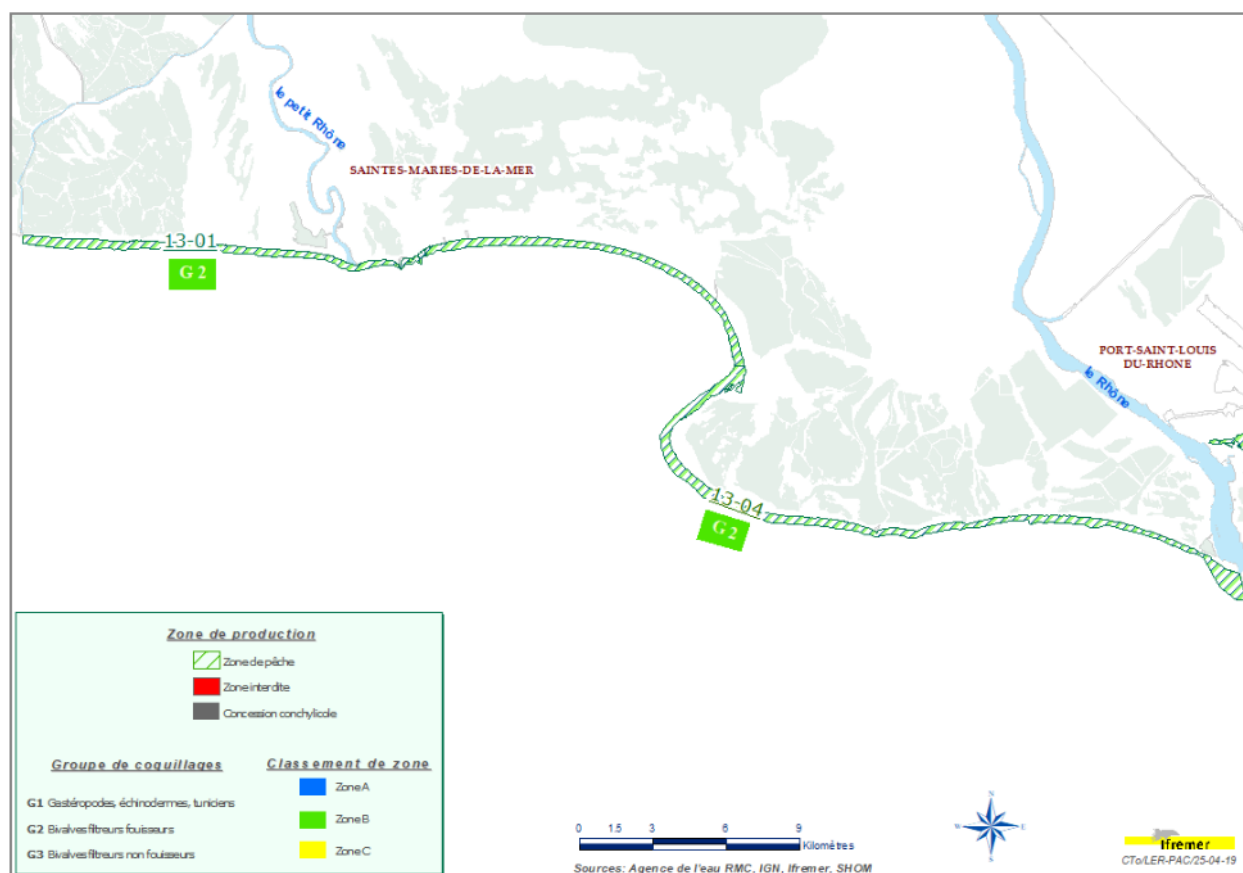 le petit Rhône
SAINTES-MARIES-DE-LA-MER
13-01
G 2
PORT-SAINT-LOUIS
DU-RHONE
le Rhône
13-04
G 2
Zone de production
Zone de pêche
Zone interdite
Concession conchylicole
Groupe de coquillages
Classement de zone
Zone A
G1 Gastéropodes, échinodermes, tuniciers
Zone B
G2 Bivalves filtreurs fouisseurs
G3 Bivalves filtreurs non fouisseurs
Zone C
N
W
E
S
0 1.5 3 6 9
Kilomètres
Sources: Agence de l'eau RMC, IGN, Ifremer, SHOM
Ifremer
CTo/LER-PAC/25-04-19